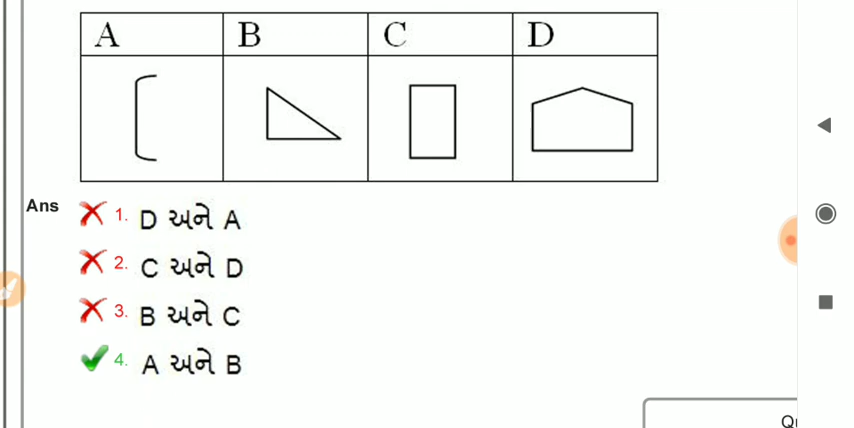 A B C D
Ans 1. D અને A
2. C અને D
3. B અને C
4. A અને B